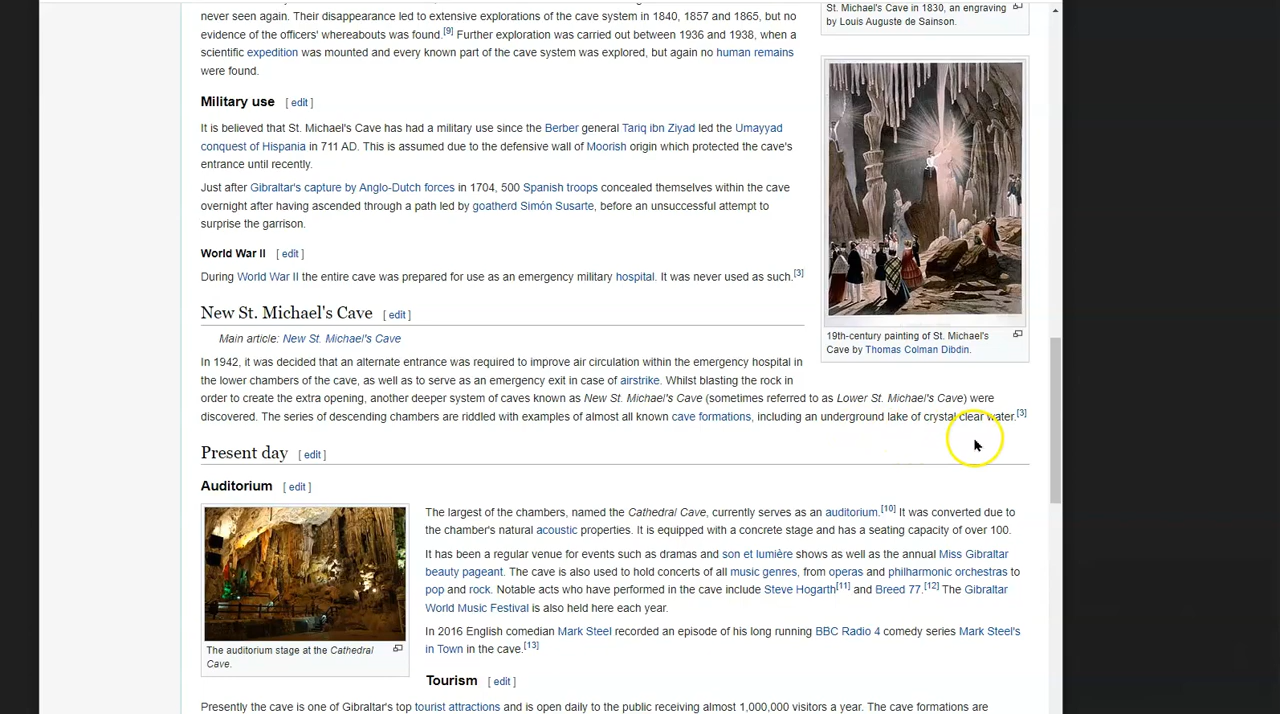 never seen again. Their disappearance led to extensive explorations of the cave system in 1840, 1857 and 1865, but no
evidence of the officers' whereabouts was found.[9] Further exploration was carried out between 1936 and 1938, when a
scientific expedition was mounted and every known part of the cave system was explored, but again no human remains
were found.
St. Michael's Cave in 1830, an engraving
by Louis Auguste de Sainson.
Military use [ edit ]
It is believed that St. Michael's Cave has had a military use since the Berber general Tariq ibn Ziyad led the Umayyad
conquest of Hispania in 711 AD. This is assumed due to the defensive wall of Moorish origin which protected the cave's
entrance until recently.
Just after Gibraltar's capture by Anglo-Dutch forces in 1704, 500 Spanish troops concealed themselves within the cave
overnight after having ascended through a path led by goatherd Simón Susarte, before an unsuccessful attempt to
surprise the garrison.
World War II [ edit ]
During World War II the entire cave was prepared for use as an emergency military hospital. It was never used as such.[3]
19th-century painting of St. Michael's
Cave by Thomas Colman Dibdin.
New St. Michael's Cave [ edit ]
Main article: New St. Michael's Cave
In 1942, it was decided that an alternate entrance was required to improve air circulation within the emergency hospital in
the lower chambers of the cave, as well as to serve as an emergency exit in case of airstrike. Whilst blasting the rock in
order to create the extra opening, another deeper system of caves known as New St. Michael's Cave (sometimes referred to as Lower St. Michael's Cave) were
discovered. The series of descending chambers are riddled with examples of almost all known cave formations, including an underground lake of crystal clear water.[3]
Present day [ edit ]
Auditorium [ edit ]
The auditorium stage at the Cathedral
Cave.
The largest of the chambers, named the Cathedral Cave, currently serves as an auditorium.[10] It was converted due to
the chamber's natural acoustic properties. It is equipped with a concrete stage and has a seating capacity of over 100.
It has been a regular venue for events such as dramas and son et lumière shows as well as the annual Miss Gibraltar
beauty pageant. The cave is also used to hold concerts of all music genres, from operas and philharmonic orchestras to
pop and rock. Notable acts who have performed in the cave include Steve Hogarth[11] and Breed 77.[12] The Gibraltar
World Music Festival is also held here each year.
In 2016 English comedian Mark Steel recorded an episode of his long running BBC Radio 4 comedy series Mark Steel's
in Town in the cave.[13]
Tourism [ edit ]
Presently the cave is one of Gibraltar's top tourist attractions and is open daily to the public receiving almost 1,000,000 visitors a year. The cave formations are